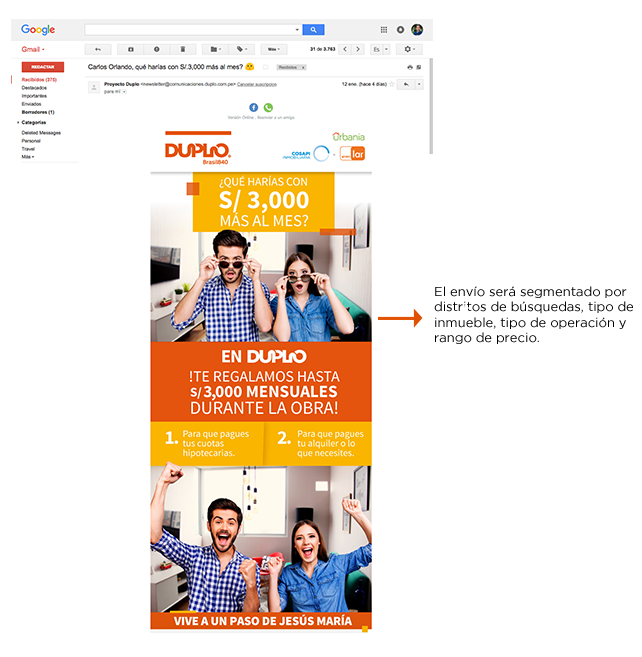 Google
Gmail
Más
31 de 3.763
Es
REDACTAR
Recibidos (375)
Destacados
Importantes
Enviados
Borradores (1)
Categorías
Deleted Messages
Personal
Travel
Más
Carlos Orlando, qué harías con S/.3,000 más al mes?
Recibidos x
Proyecto Duplo <newsletter@comunicaciones.duplo.com.pe> Cancelar suscripción
12 ene. (hace 4 días)
para mí
Versión Online , Reenviar a un amigo
DUPLO
Brasil840
Urbania
COSAPI
INMOBILIARIA
lar
¿QUÉ HARÍAS CON
S/ 3,000
MÁS AL MES?
EN DUPLO
!TE REGALAMOS HASTA
S/3,000 MENSUALES
DURANTE LA OBRA!
1. Para que pagues
tus cuotas
hipotecarias.
2. Para que pagues
tu alquiler o lo
que necesites.
VIVE A UN PASO DE JESÚS MARÍA
El envío será segmentado por
distritos de búsquedas, tipo de
inmueble, tipo de operación y
rango de precio.